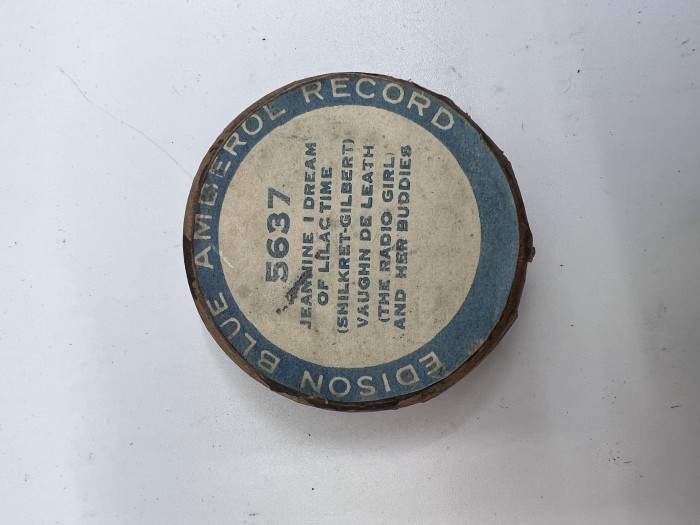 EDISON BLUE AMBEROL RECORD
5637
JEANNINE I DREAM
OF LILAC TIME
(SHILKRET-GILBERT)
VAUGHN DE LEATH
(THE RADIO GIRL)
AND HER BUDDIES